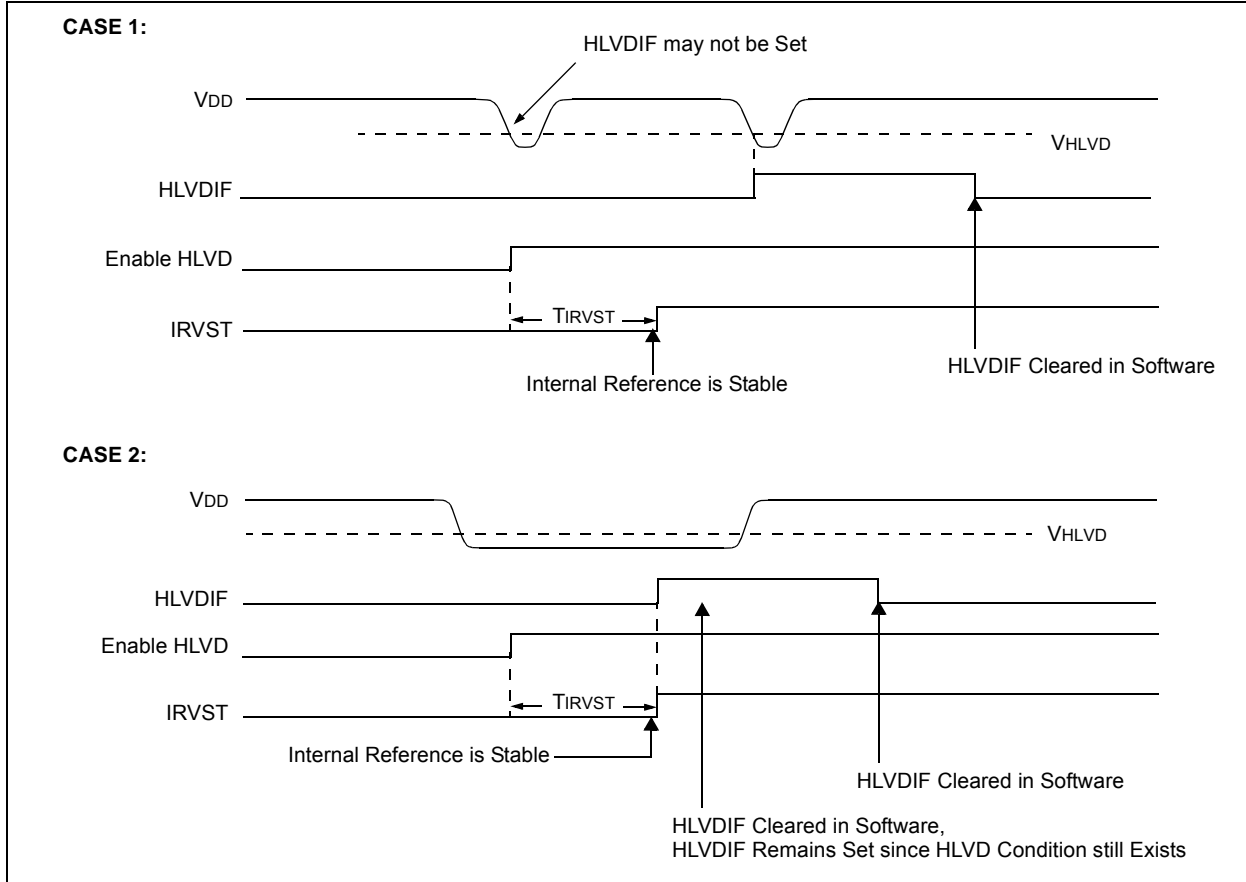 CASE 1:
HLVDIF may not be Set
VDD
VHLVD
HLVDIF
Enable HLVD
TIRVST
IRVST
HLVDIF Cleared in Software
Internal Reference is Stable
CASE 2:
VDD
VHLVD
HLVDIF
Enable HLVD
TIRVST
IRVST
Internal Reference is Stable
HLVDIF Cleared in Software
HLVDIF Cleared in Software,
HLVDIF Remains Set since HLVD Condition still Exists